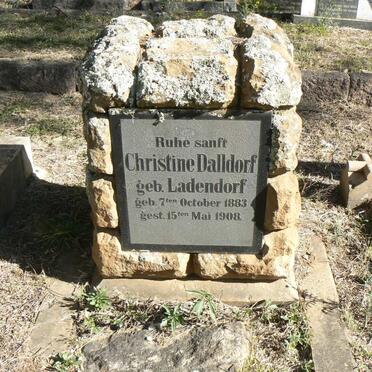 Ruhe sanft
Christine Dalldorf
geb. Ladendorf
geb. 7ten October 1883
gest. 15ten Mai 1908.